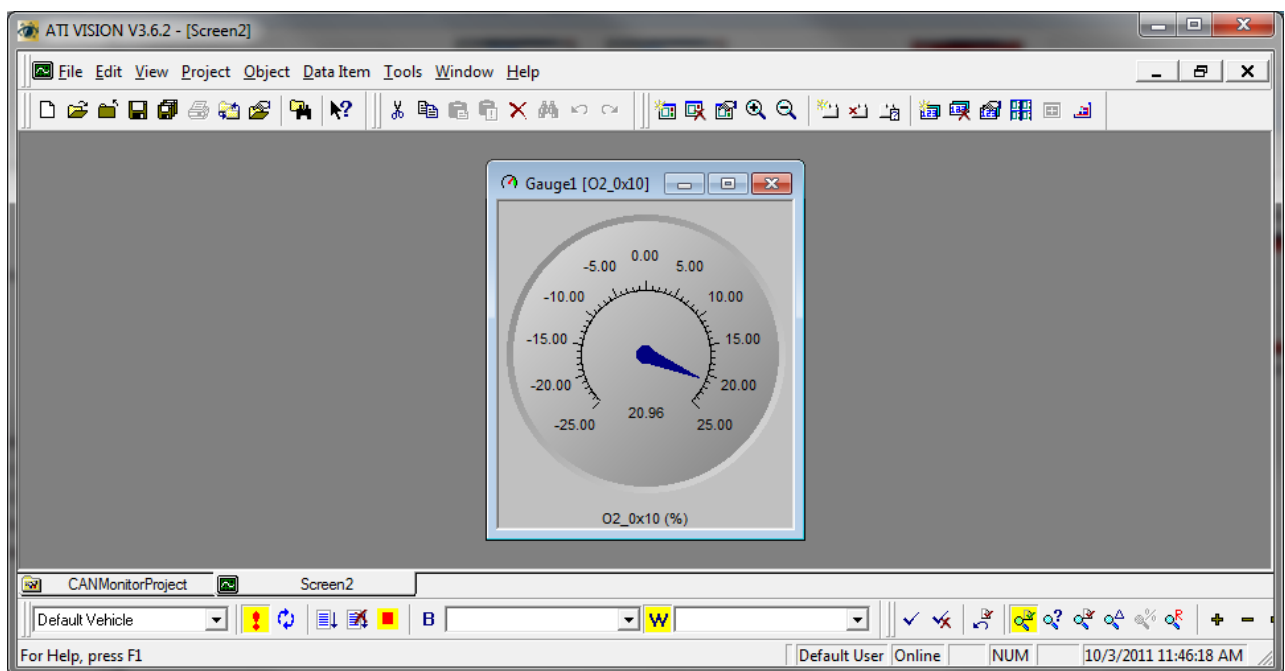 ATI VISION V3.6.2 - [Screen2]
File Edit View Project Object Data Item Tools Window Help
Gauge1 [O2_0x10]
0.00
-5.00 5.00
-10.00 10.00
-15.00 15.00
-20.00 20.00
20.96
-25.00 25.00
O2_0x10 (%)
CANMonitorProject Screen2
Default Vehicle B W
For Help, press F1 Default User Online NUM 10/3/2011 11:46:18 AM